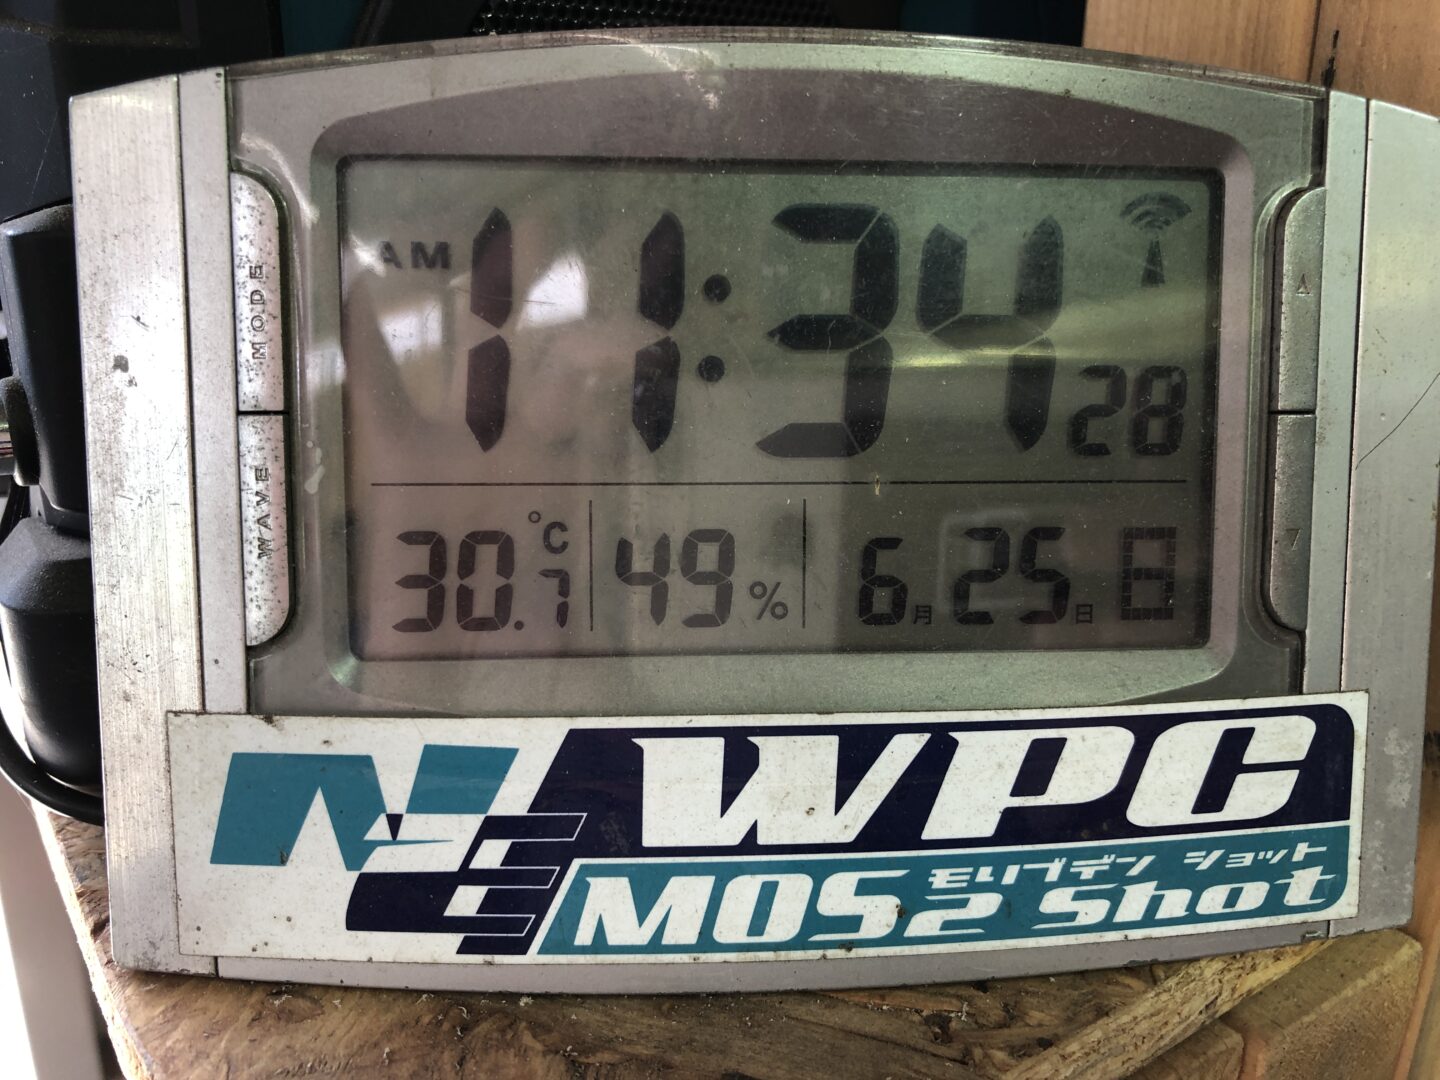 AM 11:34 28
MODE
WAVE
30.7 °C 49 % 6月25日 日
NE WPC
モリブデン ショット
MOS2 Shot